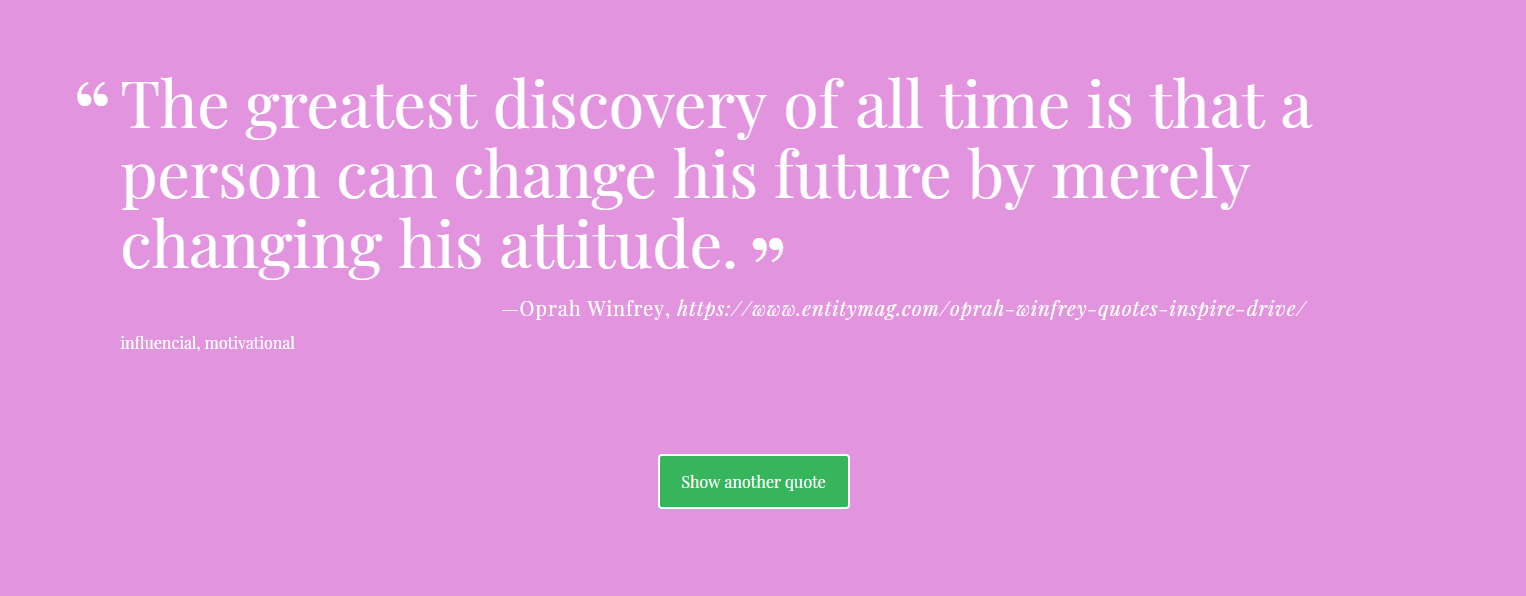 “The greatest discovery of all time is that a
person can change his future by merely
changing his attitude.”
—Oprah Winfrey, https://www.entitymag.com/oprah-winfrey-quotes-inspire-drive/
influencial, motivational
Show another quote